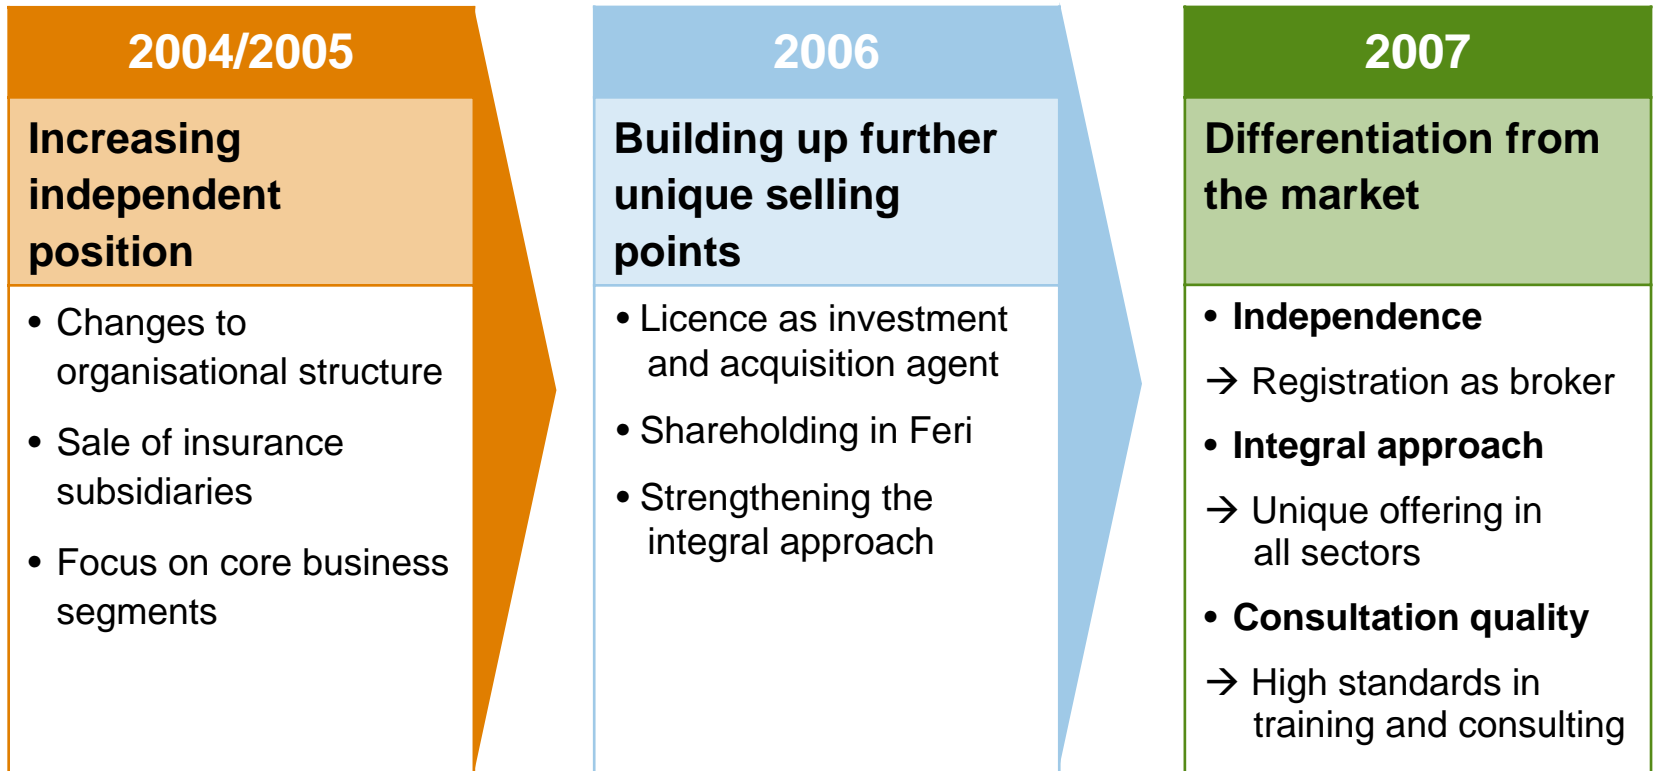 2004/2005
Increasing
independent
position
• Changes to
organisational structure
• Sale of insurance
subsidiaries
• Focus on core business
segments
2006
Building up further
unique selling
points
• Licence as investment
and acquisition agent
• Shareholding in Feri
• Strengthening the
integral approach
2007
Differentiation from
the market
• Independence
→ Registration as broker
• Integral approach
→ Unique offering in
all sectors
• Consultation quality
→ High standards in
training and consulting